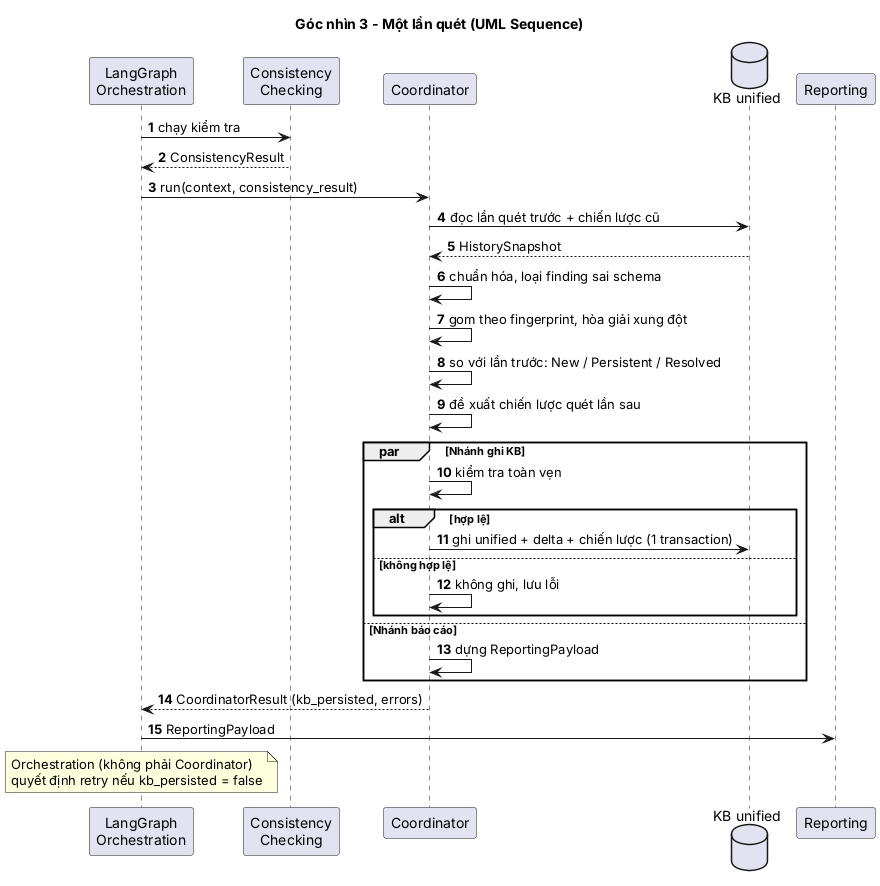 Góc nhìn 3 - Một lần quét (UML Sequence)
LangGraph
Orchestration
Consistency
Checking
Coordinator
KB unified
Reporting
1 chạy kiểm tra
2 ConsistencyResult
3 run(context, consistency_result)
4 đọc lần quét trước + chiến lược cũ
5 HistorySnapshot
6 chuẩn hóa, loại finding sai schema
7 gom theo fingerprint, hòa giải xung đột
8 so với lần trước: New / Persistent / Resolved
9 đề xuất chiến lược quét lần sau
par [Nhánh ghi KB]
10 kiểm tra toàn vẹn
alt [hợp lệ]
11 ghi unified + delta + chiến lược (1 transaction)
[không hợp lệ]
12 không ghi, lưu lỗi
[Nhánh báo cáo]
13 dựng ReportingPayload
14 CoordinatorResult (kb_persisted, errors)
15 ReportingPayload
Orchestration (không phải Coordinator)
quyết định retry nếu kb_persisted = false
LangGraph
Orchestration
Consistency
Checking
Coordinator
KB unified
Reporting